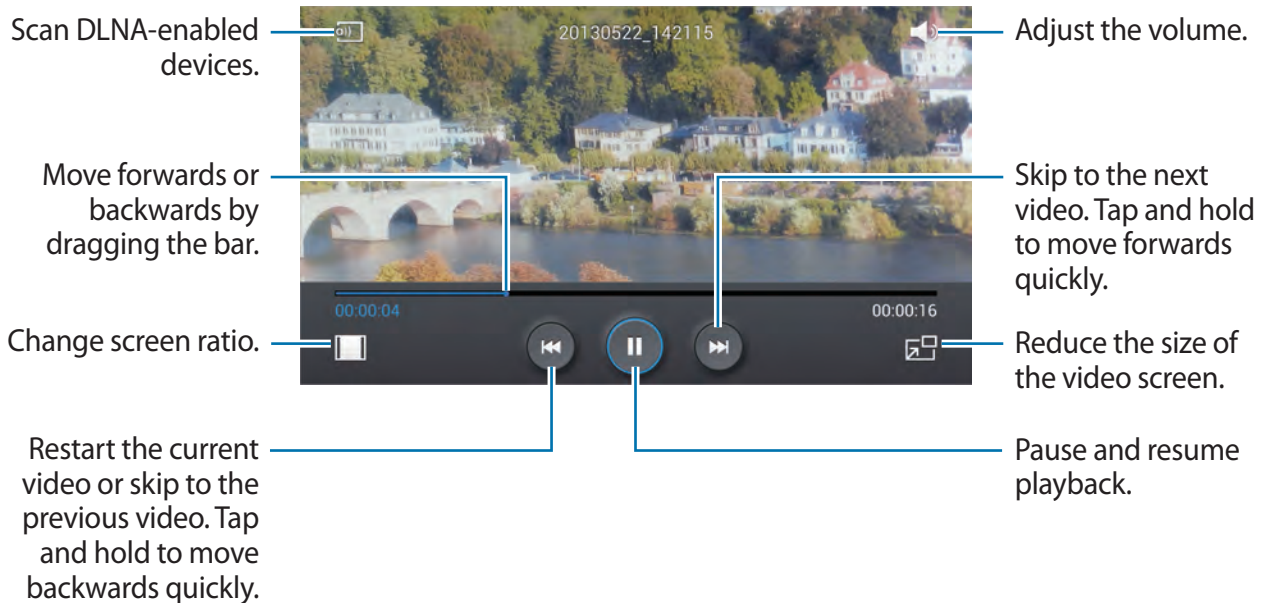 Scan DLNA-enabled
devices.
20130522_142115
Adjust the volume.
Move forwards or
backwards by
dragging the bar.
Skip to the next
video. Tap and hold
to move forwards
quickly.
00:00:04
00:00:16
Change screen ratio.
Reduce the size of
the video screen.
Restart the current
video or skip to the
previous video. Tap
and hold to move
backwards quickly.
Pause and resume
playback.